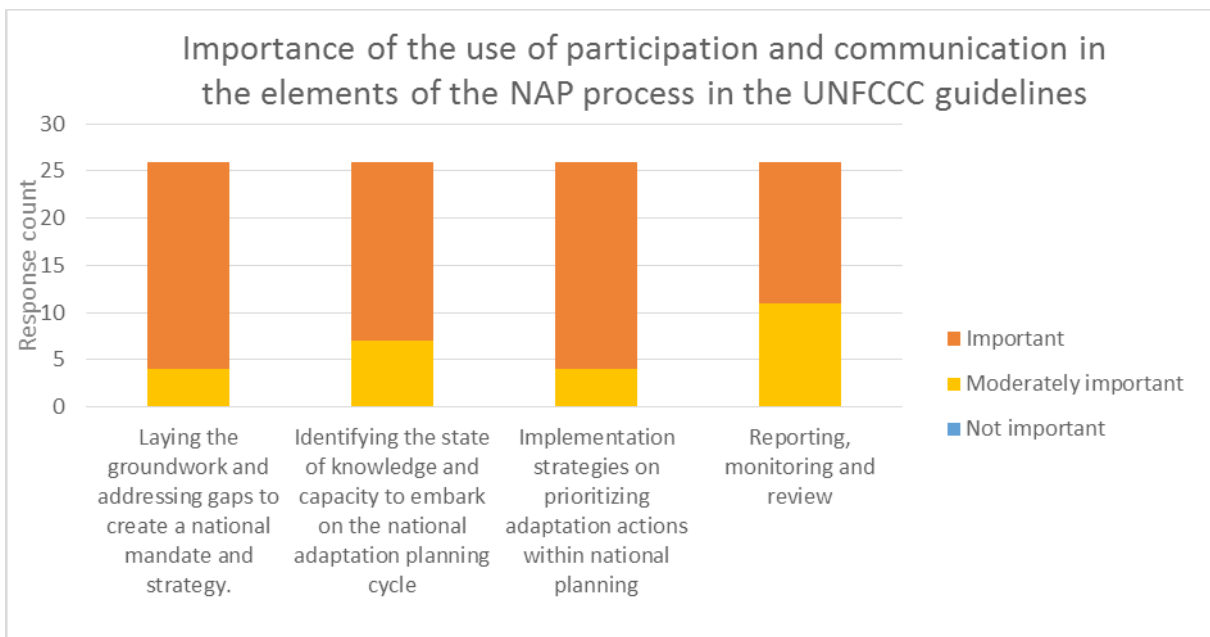 Importance of the use of participation and communication in
the elements of the NAP process in the UNFCCC guidelines
Response count
30
25
20
15
10
5
0
Laying the
groundwork and
addressing gaps to
create a national
mandate and
strategy.
Identifying the state
of knowledge and
capacity to embark
on the national
adaptation planning
cycle
Implementation
strategies on
prioritizing
adaptation actions
within national
planning
Reporting,
monitoring and
review
Important
Moderately important
Not important